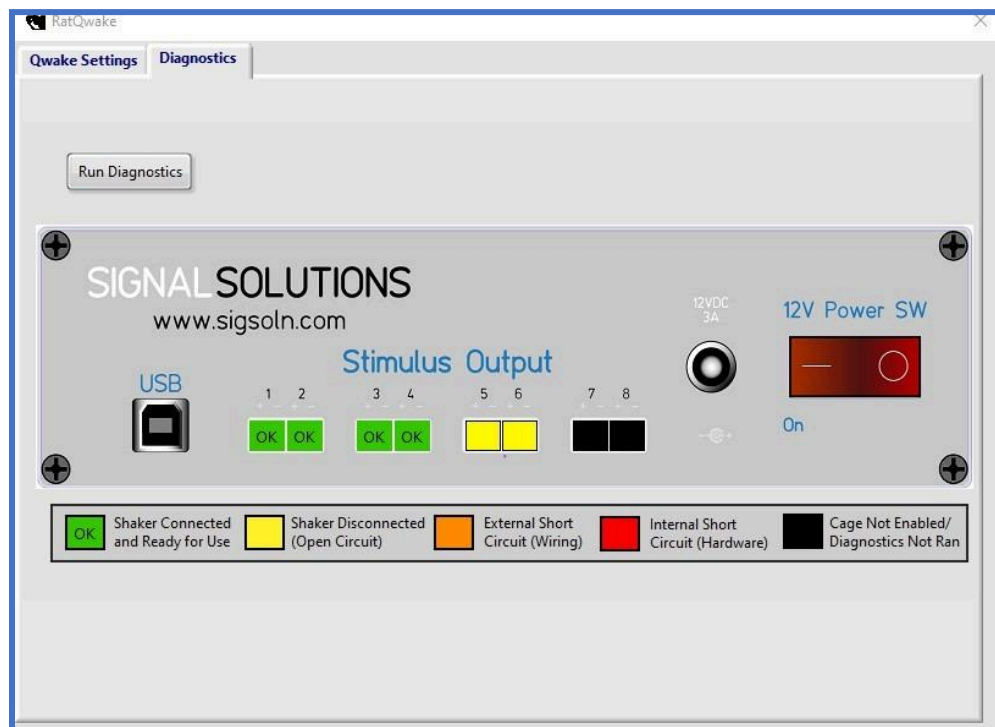 RatQwake
Qwake Settings Diagnostics
Run Diagnostics
SIGNALSOLUTIONS
www.sigsoln.com
12VDC
3A
12V Power SW
Stimulus Output
USB
1 2 3 4 5 6 7 8
+ - + - + - + -
OK OK OK OK
On
OK
Shaker Connected
and Ready for Use
Shaker Disconnected
(Open Circuit)
External Short
Circuit (Wiring)
Internal Short
Circuit (Hardware)
Cage Not Enabled/
Diagnostics Not Ran